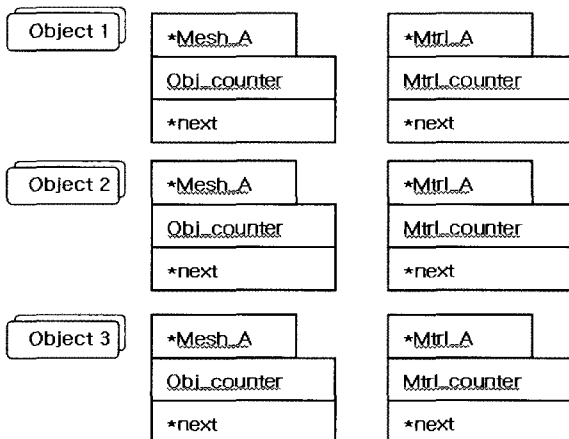 Object 1
*Mesh_A
*Mtrl_A
Obj_counter
Mtrl_counter
*next
*next
Object 2
*Mesh_A
*Mtrl_A
Obj_counter
Mtrl_counter
*next
*next
Object 3
*Mesh_A
*Mtrl_A
Obj_counter
Mtrl_counter
*next
*next